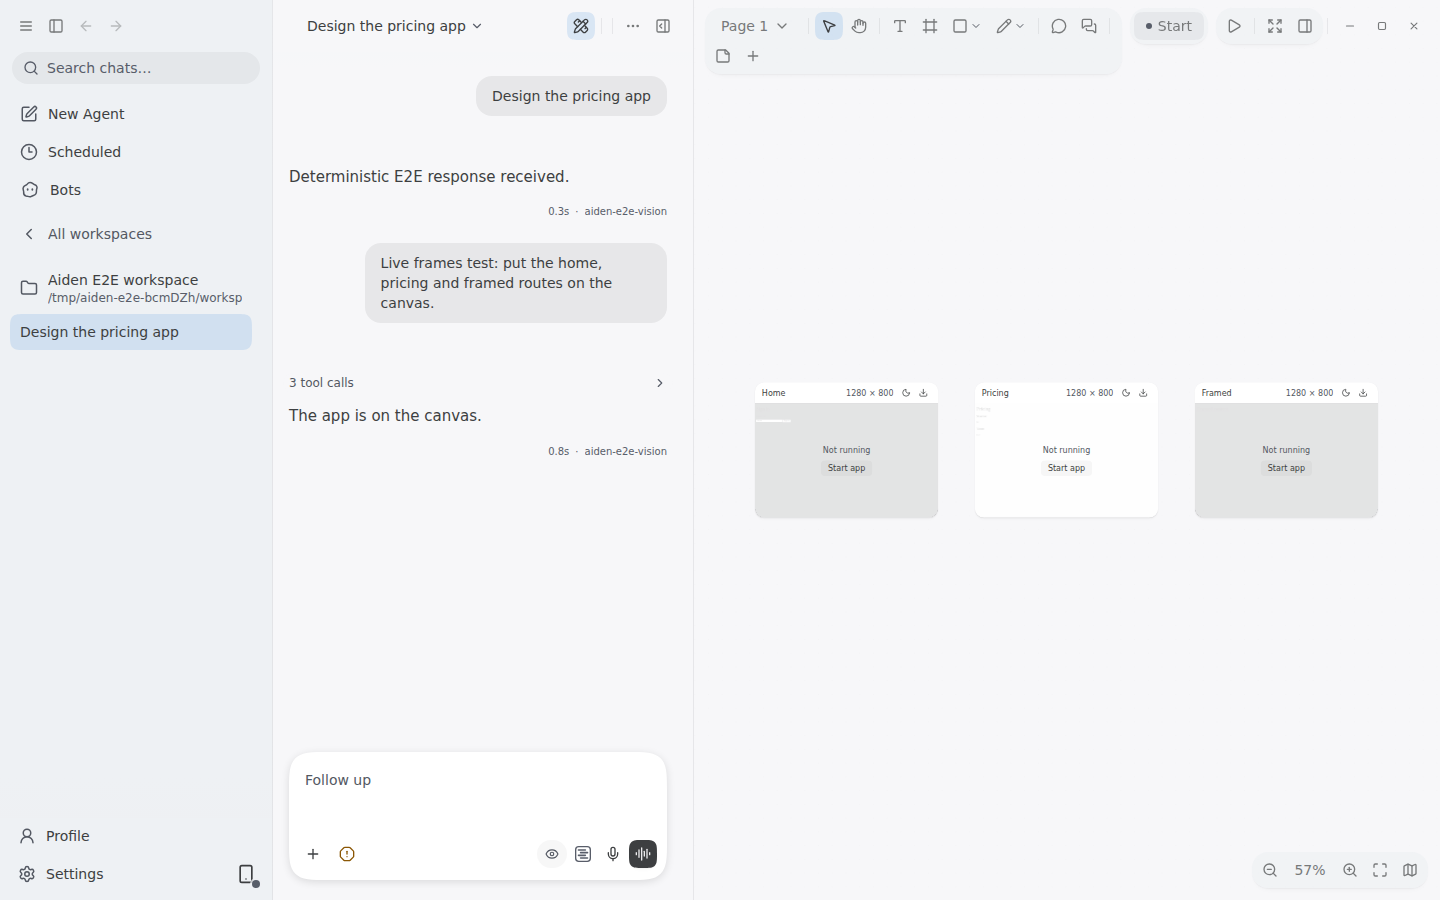 Search chats…
New Agent
Scheduled
Bots
All workspaces
Aiden E2E workspace
/tmp/aiden-e2e-bcmDZh/worksp
Design the pricing app
Profile
Settings
Design the pricing app
Design the pricing app
Deterministic E2E response received.
0.3s · aiden-e2e-vision
Live frames test: put the home,
pricing and framed routes on the
canvas.
3 tool calls
The app is on the canvas.
0.8s · aiden-e2e-vision
Follow up
Page 1
Start
Home 1280 × 800
Not running
Start app
Pricing 1280 × 800
Not running
Start app
Framed 1280 × 800
Not running
Start app
57%